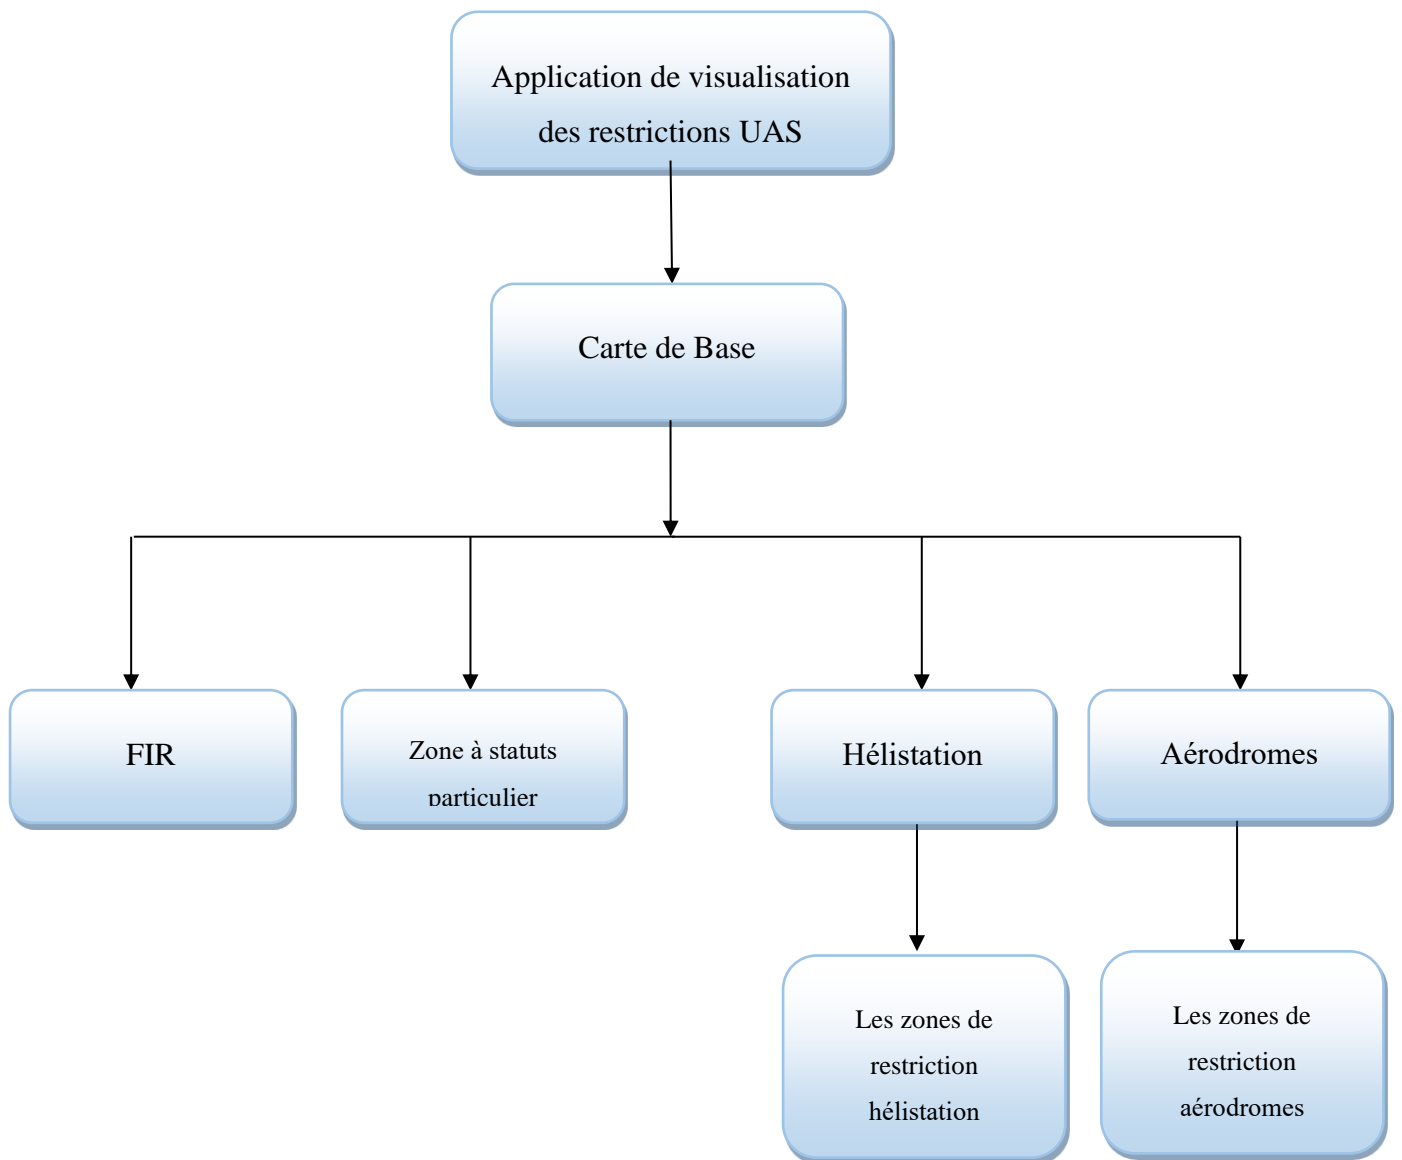 Application de visualisation
des restrictions UAS
Carte de Base
FIR
Zone à statuts
particulier
Hélistation
Aérodromes
Les zones de
restriction
hélistation
Les zones de
restriction
aérodromes